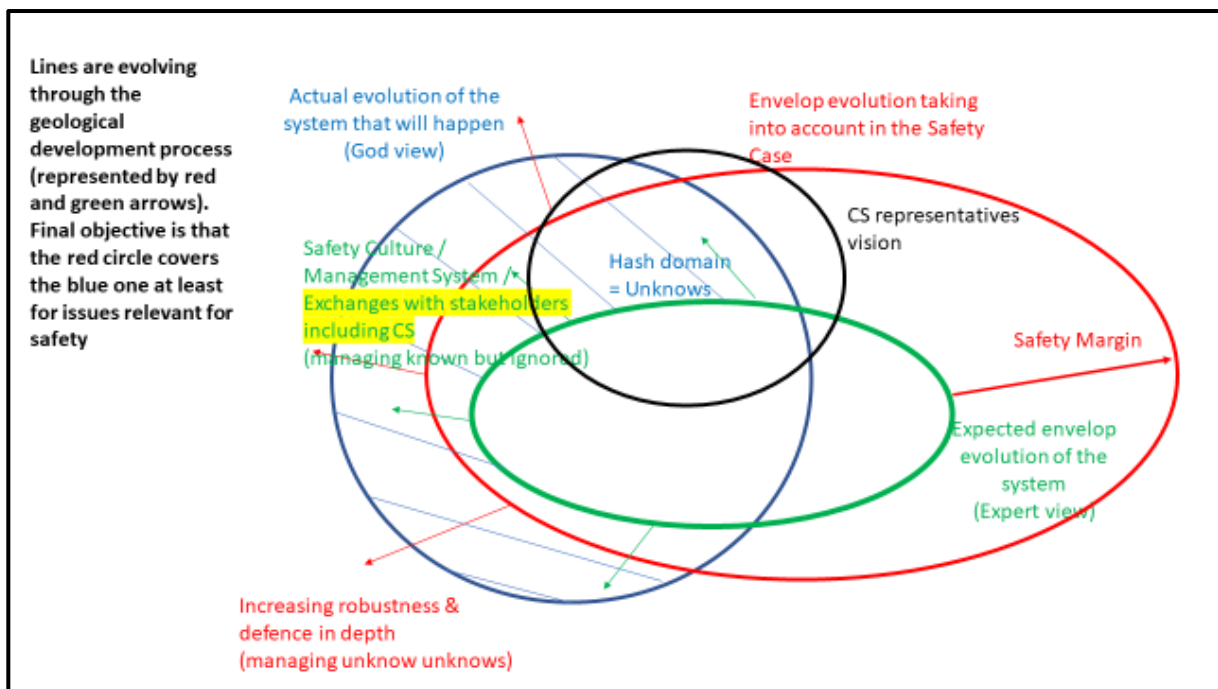 Lines are evolving
through the
geological
development process
(represented by red
and green arrows).
Final objective is that
the red circle covers
the blue one at least
for issues relevant for
safety
Actual evolution of the
system that will happen
(God view)
Envelop evolution taking
into account in the Safety
Case
CS representatives
vision
Safety Culture /
Management System /
Exchanges with stakeholders
including CS
(managing known but ignored)
Hash domain
= Unknows
Safety Margin
Expected envelop
evolution of the
system
(Expert view)
Increasing robustness &
defence in depth
(managing unknow unknows)